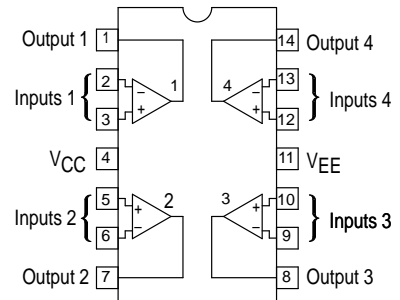 Output 1 1 14 Output 4
Inputs 1 2 − 1 4 − 13 Inputs 4
3 + + 12
VCC 4 11 VEE
Inputs 2 5 + 2 3 + 10 Inputs 3
6 − − 9
Output 2 7 8 Output 3